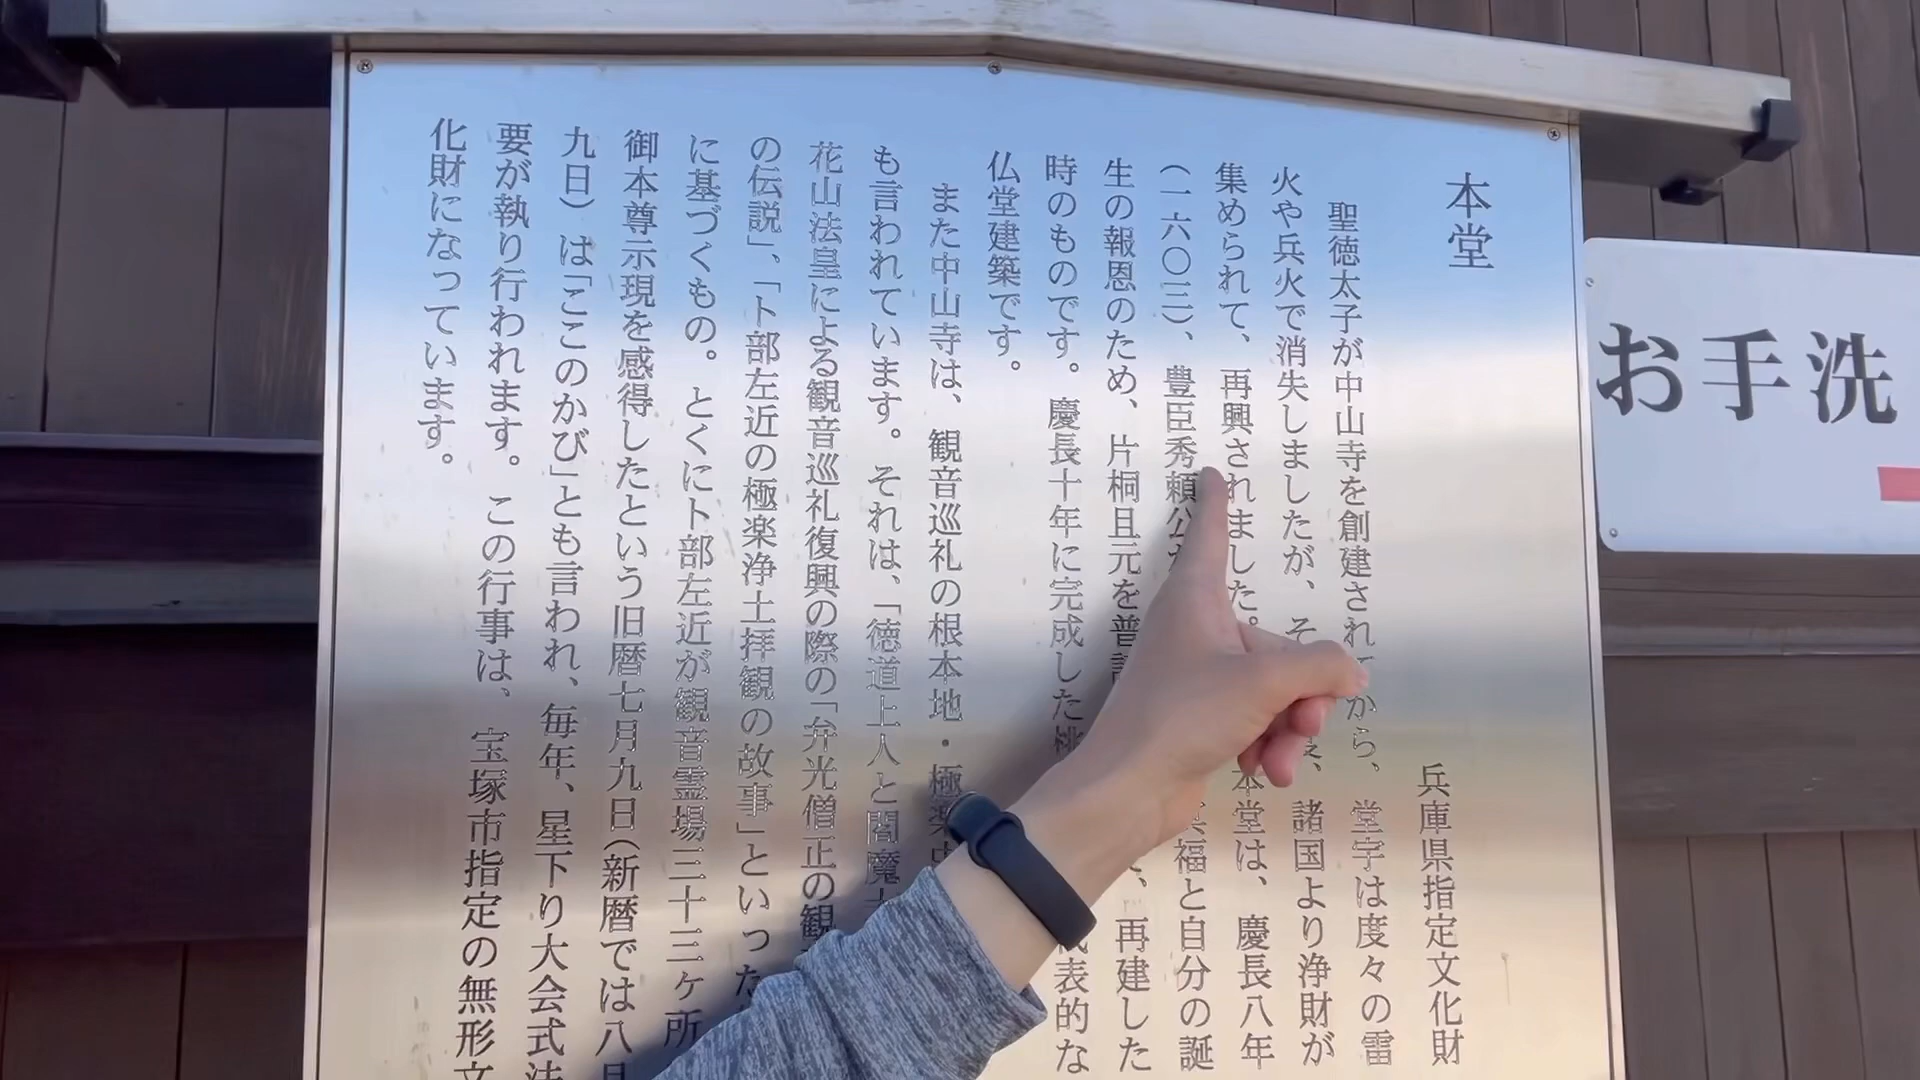 本堂
兵庫県指定文化財
聖徳太子が中山寺を創建されてから、堂宇は度々の雷
火や兵火で消失しましたが、そ、諸国より浄財が
集められて、再興されました。本堂は、慶長八年
(一六〇三)、豊臣秀頼公が福と自分の誕
生の報恩のため、片桐且元を普請、再建した
時のものです。慶長十年に完成した桃代表的な
仏堂建築です。
また中山寺は、観音巡礼の根本地・極楽中
も言われています。それは、「徳道上人と閻魔
花山法皇による観音巡礼復興の際の「弁光僧正の観
の伝説」、「卜部左近の極楽浄土拝観の故事」といった
に基づくもの。とくに卜部左近が観音霊場三十三ヶ所
御本尊示現を感得したという旧暦七月九日(新暦では八月
九日)は「ここのかび」とも言われ、毎年、星下り大会式法
要が執り行われます。この行事は、宝塚市指定の無形文
化財になっています。
お手洗